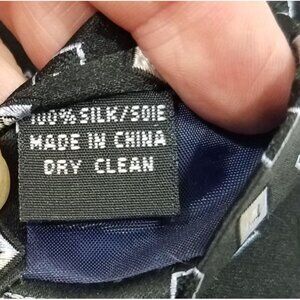 100% SILK/SOIE
MADE IN CHINA
DRY CLEAN